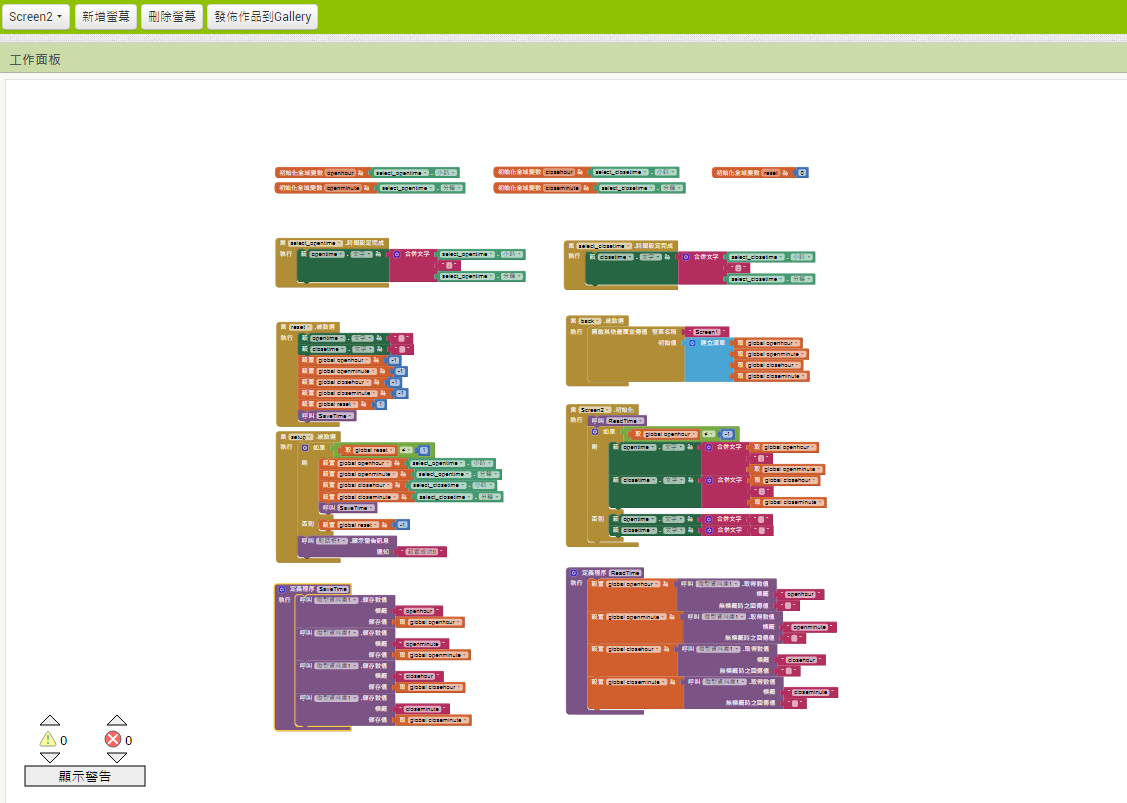 Screen2 新增螢幕 刪除螢幕 發佈作品到Gallery
工作面板
初始化全域變數 openhour 為 select_opentime . 小時
初始化全域變數 closehour 為 select_closetime . 小時
初始化全域變數 reset 為 0
初始化全域變數 openminute 為 select_opentime . 分鐘
初始化全域變數 closeminute 為 select_closetime . 分鐘
當 select_opentime .時間設定完成
執行 設 opentime . 文字 為 合併文字 select_opentime . 小時
" : "
select_opentime . 分鐘
當 select_closetime .時間設定完成
執行 設 closetime . 文字 為 合併文字 select_closetime . 小時
" : "
select_closetime . 分鐘
當 reset .被點選
執行 設 opentime . 文字 為 " "
設 closetime . 文字 為 " "
設置 global openhour 為 -1
設置 global openminute 為 -1
設置 global closehour 為 -1
設置 global closeminute 為 -1
設置 global reset 為 1
呼叫 SaveTime
當 back .被點選
執行 開啟其他畫面並傳值 螢幕名稱 " Screen1 "
初始值 建立清單 取 global openhour
取 global openminute
取 global closehour
取 global closeminute
當 setup .被點選
執行 如果 取 global reset ≠ 1
則 設置 global openhour 為 select_opentime . 小時
設置 global openminute 為 select_opentime . 分鐘
設置 global closehour 為 select_closetime . 小時
設置 global closeminute 為 select_closetime . 分鐘
呼叫 SaveTime
否則 設置 global reset 為 -1
呼叫 對話框1 .顯示警告訊息
通知
當 Screen2 .初始化
執行 呼叫 ReadTime
如果 取 global openhour ≠ -1
則 設 opentime . 文字 為 合併文字 取 global openhour
" : "
取 global openminute
設 closetime . 文字 為 合併文字 取 global closehour
" : "
取 global closeminute
否則 設 opentime . 文字 為 合併文字 " "
設 closetime . 文字 為 合併文字 " "
定義程序 SaveTime
執行 呼叫 微型資料庫1 .儲存數值
標籤 " openhour "
儲存值 取 global openhour
呼叫 微型資料庫1 .儲存數值
標籤 " openminute "
儲存值 取 global openminute
呼叫 微型資料庫1 .儲存數值
標籤 " closehour "
儲存值 取 global closehour
呼叫 微型資料庫1 .儲存數值
標籤 " closeminute "
儲存值 取 global closeminute
定義程序 ReadTime
執行 設置 global openhour 為 呼叫 微型資料庫1 .取得數值
標籤 " openhour "
無標籤時之回傳值 " "
設置 global openminute 為 呼叫 微型資料庫1 .取得數值
標籤 " openminute "
無標籤時之回傳值 " "
設置 global closehour 為 呼叫 微型資料庫1 .取得數值
標籤 " closehour "
無標籤時之回傳值 " "
設置 global closeminute 為 呼叫 微型資料庫1 .取得數值
標籤 " closeminute "
無標籤時之回傳值 " "
0 0
顯示警告